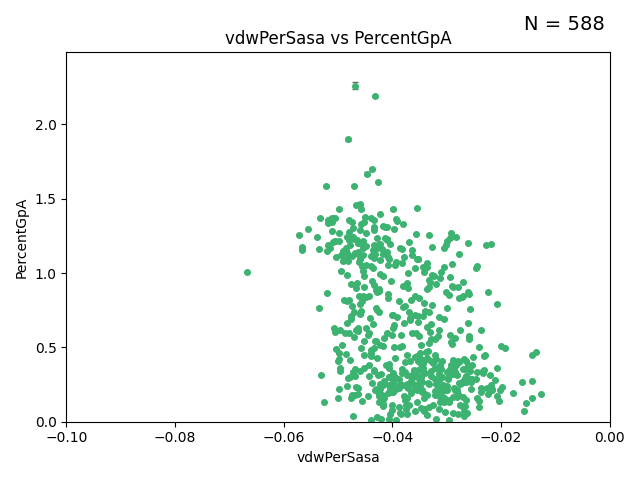 N = 588
vdwPerSasa vs PercentGpA
PercentGpA
2.0
1.5
1.0
0.5
0.0
−0.10 −0.08 −0.06 −0.04 −0.02 0.00
vdwPerSasa